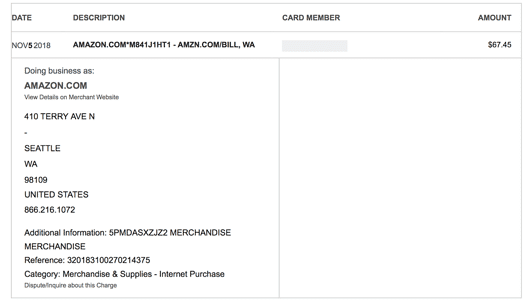 DATE DESCRIPTION CARD MEMBER AMOUNT
NOV 5 2018 AMAZON.COM*M841J1HT1 - AMZN.COM/BILL, WA $67.45
Doing business as:
AMAZON.COM
View Details on Merchant Website
410 TERRY AVE N
-
SEATTLE
WA
98109
UNITED STATES
866.216.1072
Additional Information: 5PMDASXZJZ2 MERCHANDISE
MERCHANDISE
Reference: 320183100270214375
Category: Merchandise & Supplies - Internet Purchase
Dispute/Inquire about this Charge